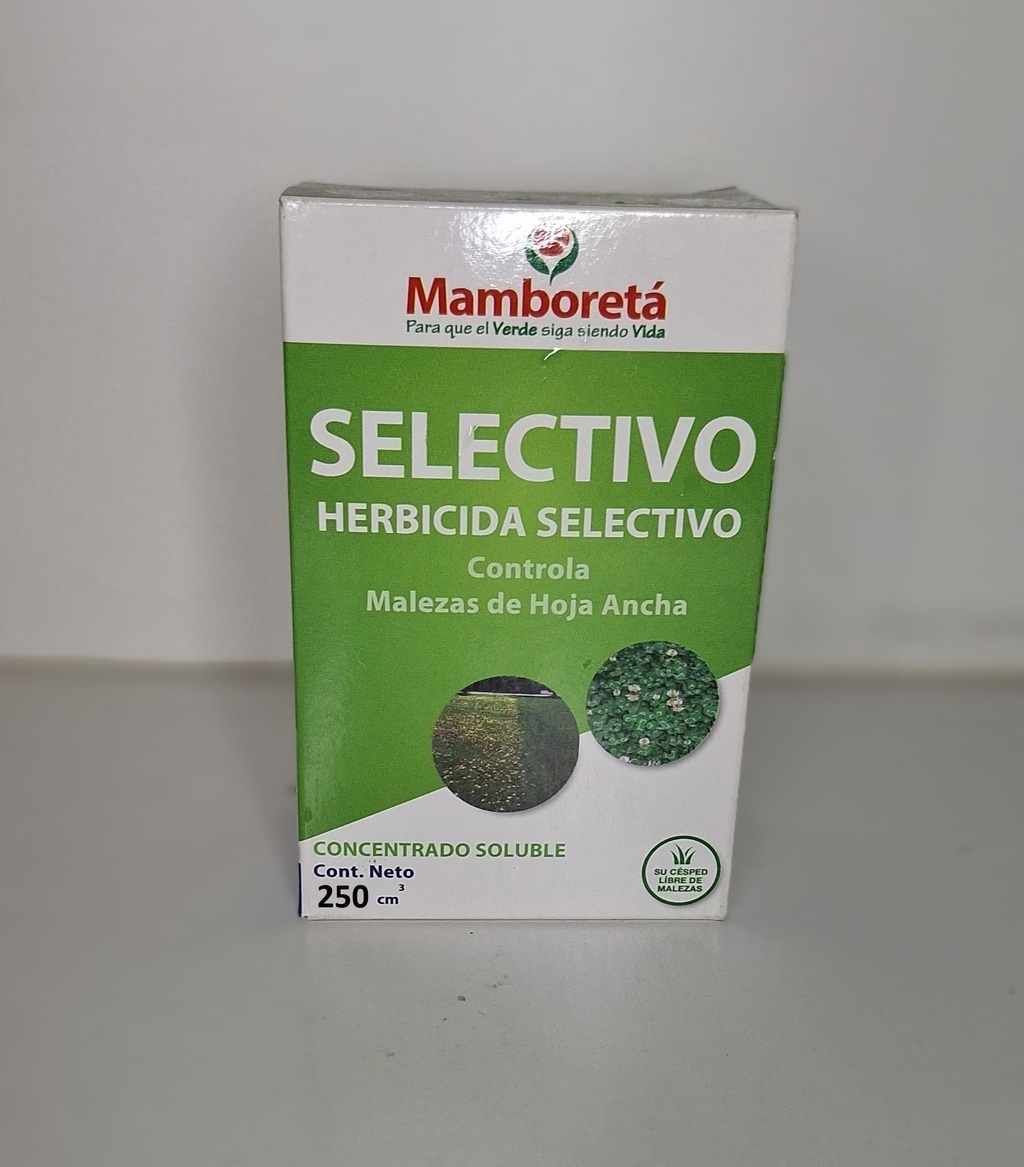 Mamboretá
Para que el Verde siga siendo Vida
SELECTIVO
HERBICIDA SELECTIVO
Controla
Malezas de Hoja Ancha
CONCENTRADO SOLUBLE
Cont. Neto
250 cm³
SU CÉSPED
LIBRE DE
MALEZAS